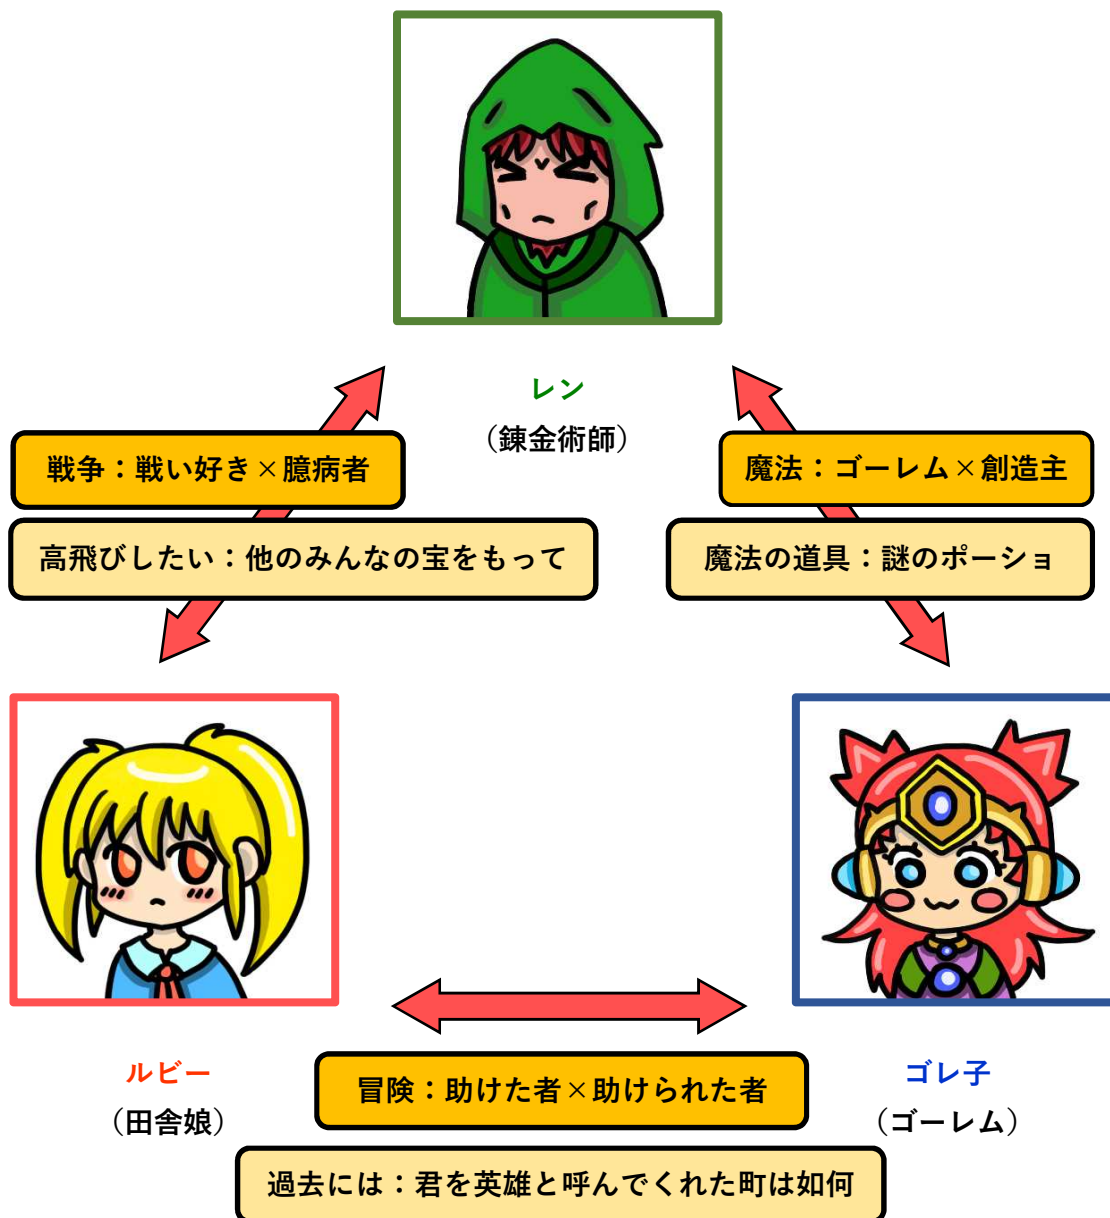 レン
（錬金術師）
戦争：戦い好き×臆病者
魔法：ゴーレム×創造主
高飛びしたい：他のみんなの宝をもって
魔法の道具：謎のポーショ
ルビー
（田舎娘）
ゴレ子
（ゴーレム）
冒険：助けた者×助けられた者
過去には：君を英雄と呼んでくれた町は如何